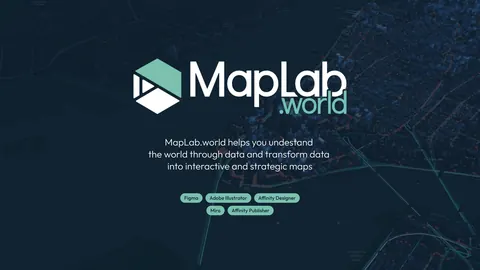 MapLab
.world
MapLab.world helps you undestand
the world through data and transform data
into interactive and strategic maps
Figma Adobe Illustrator Affinity Designer
Miro Affinity Publisher